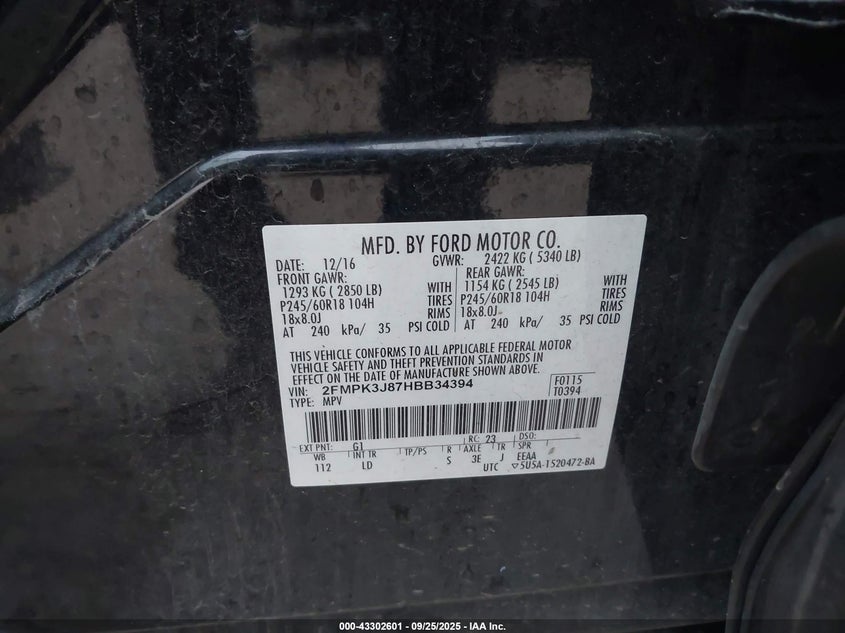 MFD. BY FORD MOTOR CO.
DATE: 12/16 GVWR: 2422 KG ( 5340 LB)
FRONT GAWR: REAR GAWR:
1293 KG ( 2850 LB) WITH 1154 KG ( 2545 LB) WITH
P245/60R18 104H TIRES P245/60R18 104H TIRES
18x8.0J RIMS 18x8.0J RIMS
AT 240 kPa/ 35 PSI COLD AT 240 kPa/ 35 PSI COLD
THIS VEHICLE CONFORMS TO ALL APPLICABLE FEDERAL MOTOR
VEHICLE SAFETY AND THEFT PREVENTION STANDARDS IN
EFFECT ON THE DATE OF MANUFACTURE SHOWN ABOVE.
VIN: 2FMPK3J87HBB34394 F0115
TYPE: MPV T0394
EXT PNT: G1 RC: 23 DSO:
WB INT TR TP/PS R AXLE TR SPR
112 LD S 3E J EEAA
UTC ▽5U5A-1520472-BA
000-43302601 - 09/25/2025 - IAA Inc.